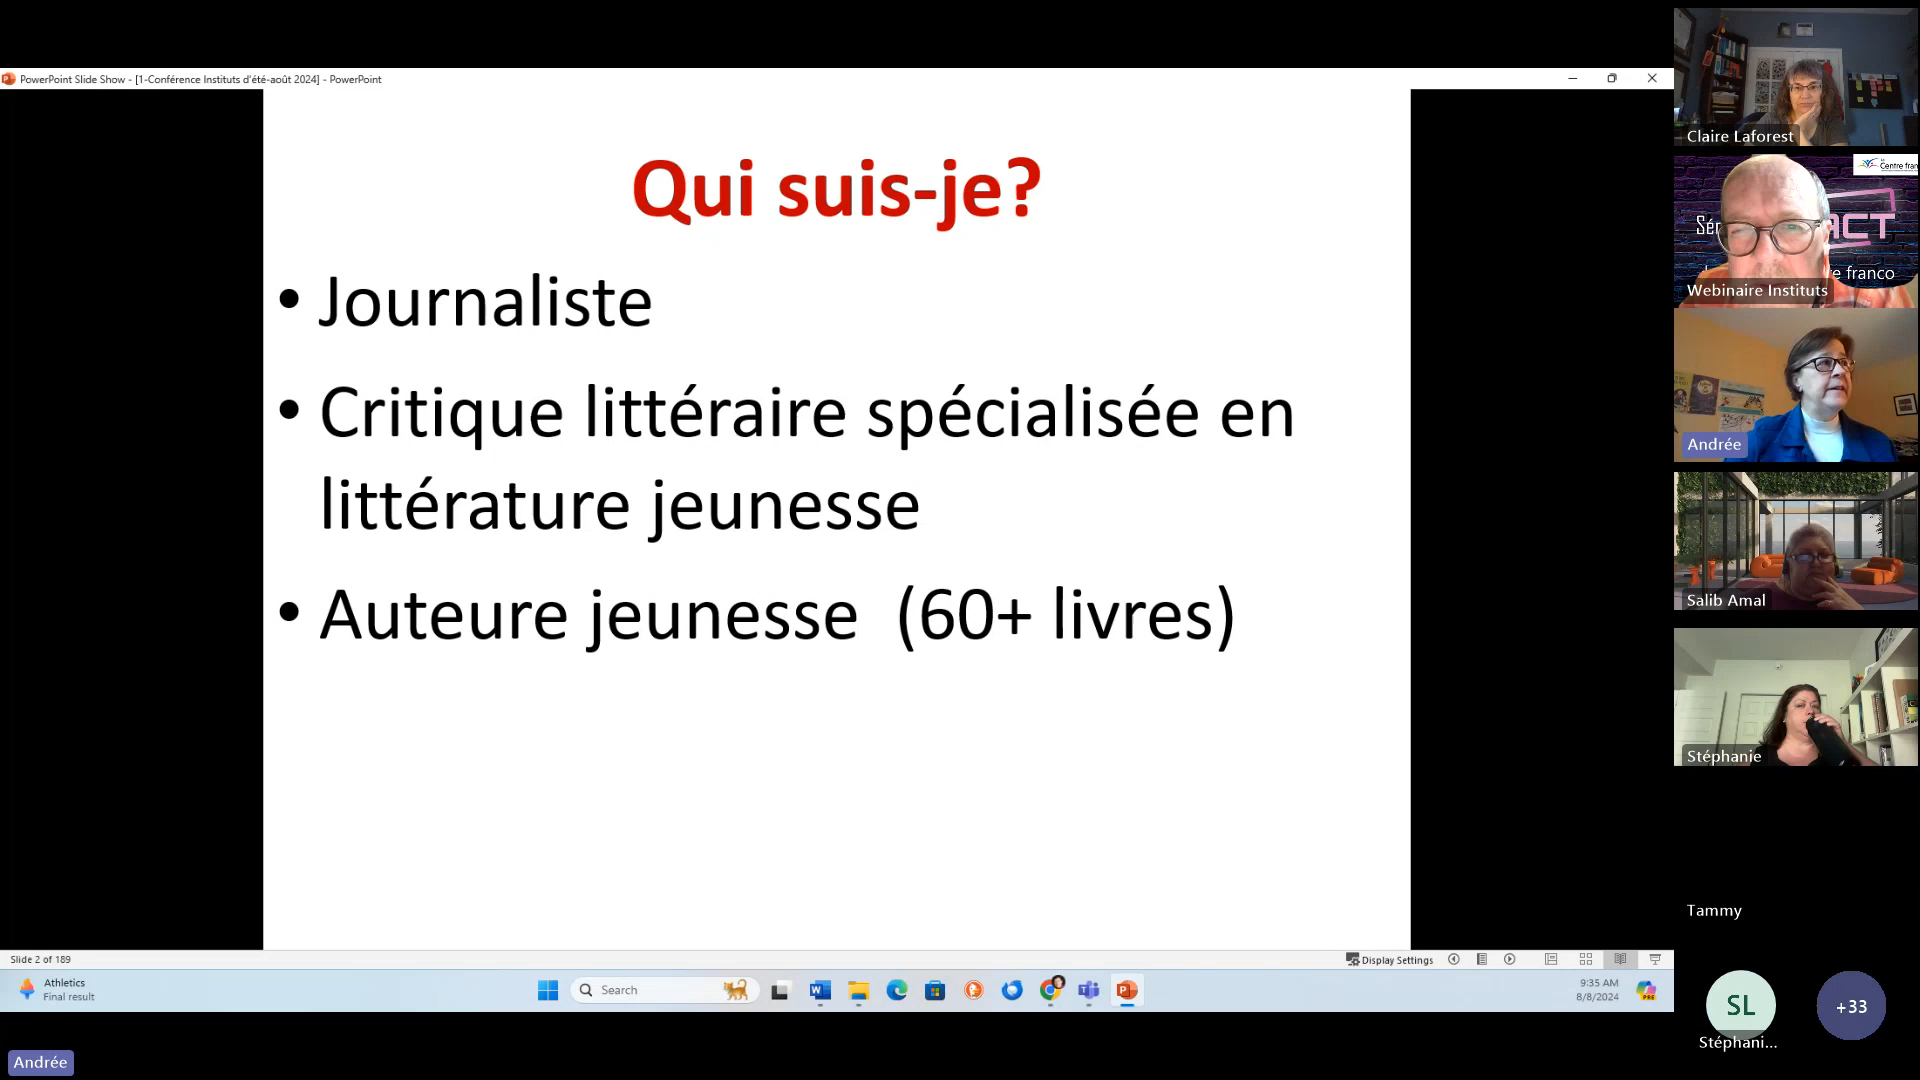 PowerPoint Slide Show - [1-Conférence Instituts d'été-août 2024] - PowerPoint
Qui suis-je?
• Journaliste
• Critique littéraire spécialisée en
littérature jeunesse
• Auteure jeunesse (60+ livres)
Slide 2 of 189
Display Settings
Athletics
Final result
Search
9:35 AM
8/8/2024
Andrée
Claire Laforest
Centre fran
Sér
ACT
e franco
Webinaire Instituts
Andrée
Salib Amal
Stéphanie
Tammy
SL
+33
Stéphani...